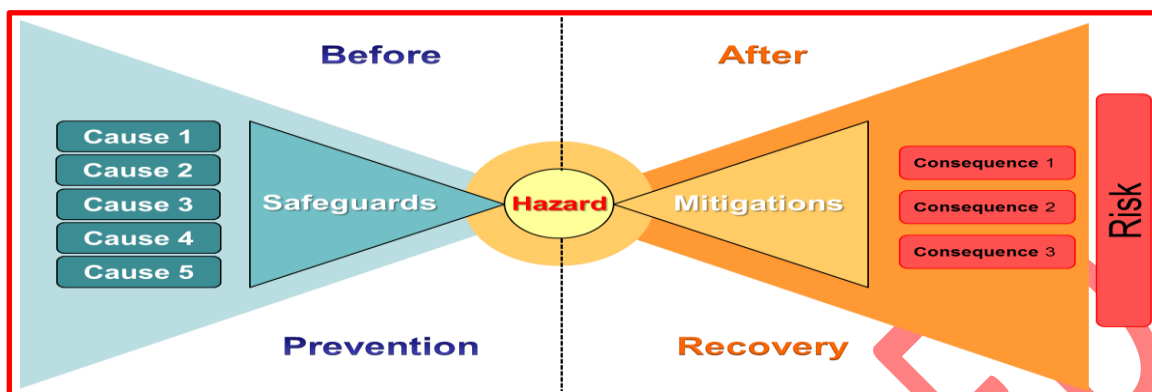 Before
After
Cause 1
Cause 2
Cause 3
Cause 4
Cause 5
Safeguards
Hazard
Mitigations
Consequence 1
Consequence 2
Consequence 3
Risk
Prevention
Recovery